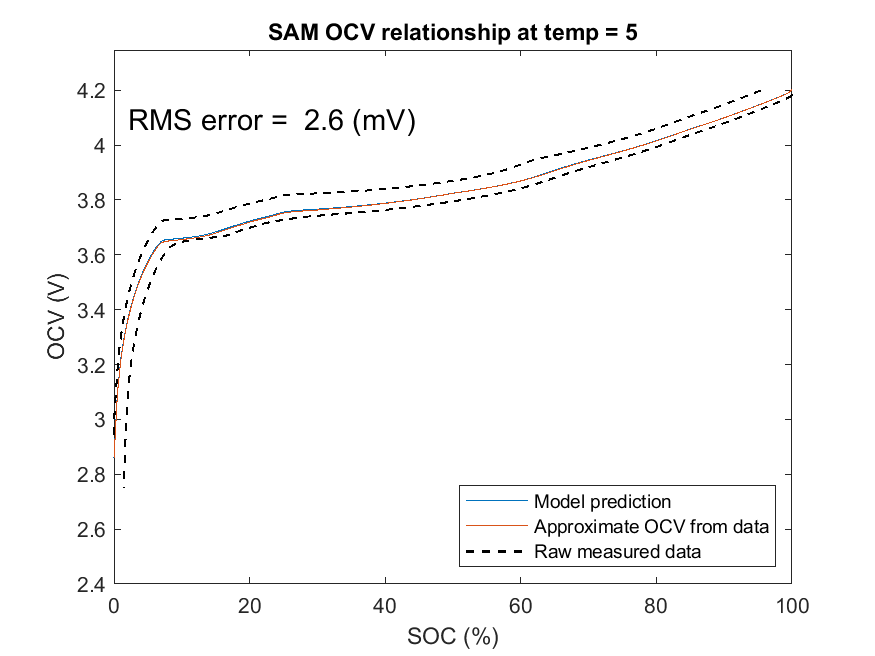 SAM OCV relationship at temp = 5
RMS error =  2.6 (mV)
OCV (V)
4.2
4
3.8
3.6
3.4
3.2
3
2.8
2.6
2.4
0
20
40
60
80
100
SOC (%)
Model prediction
Approximate OCV from data
Raw measured data